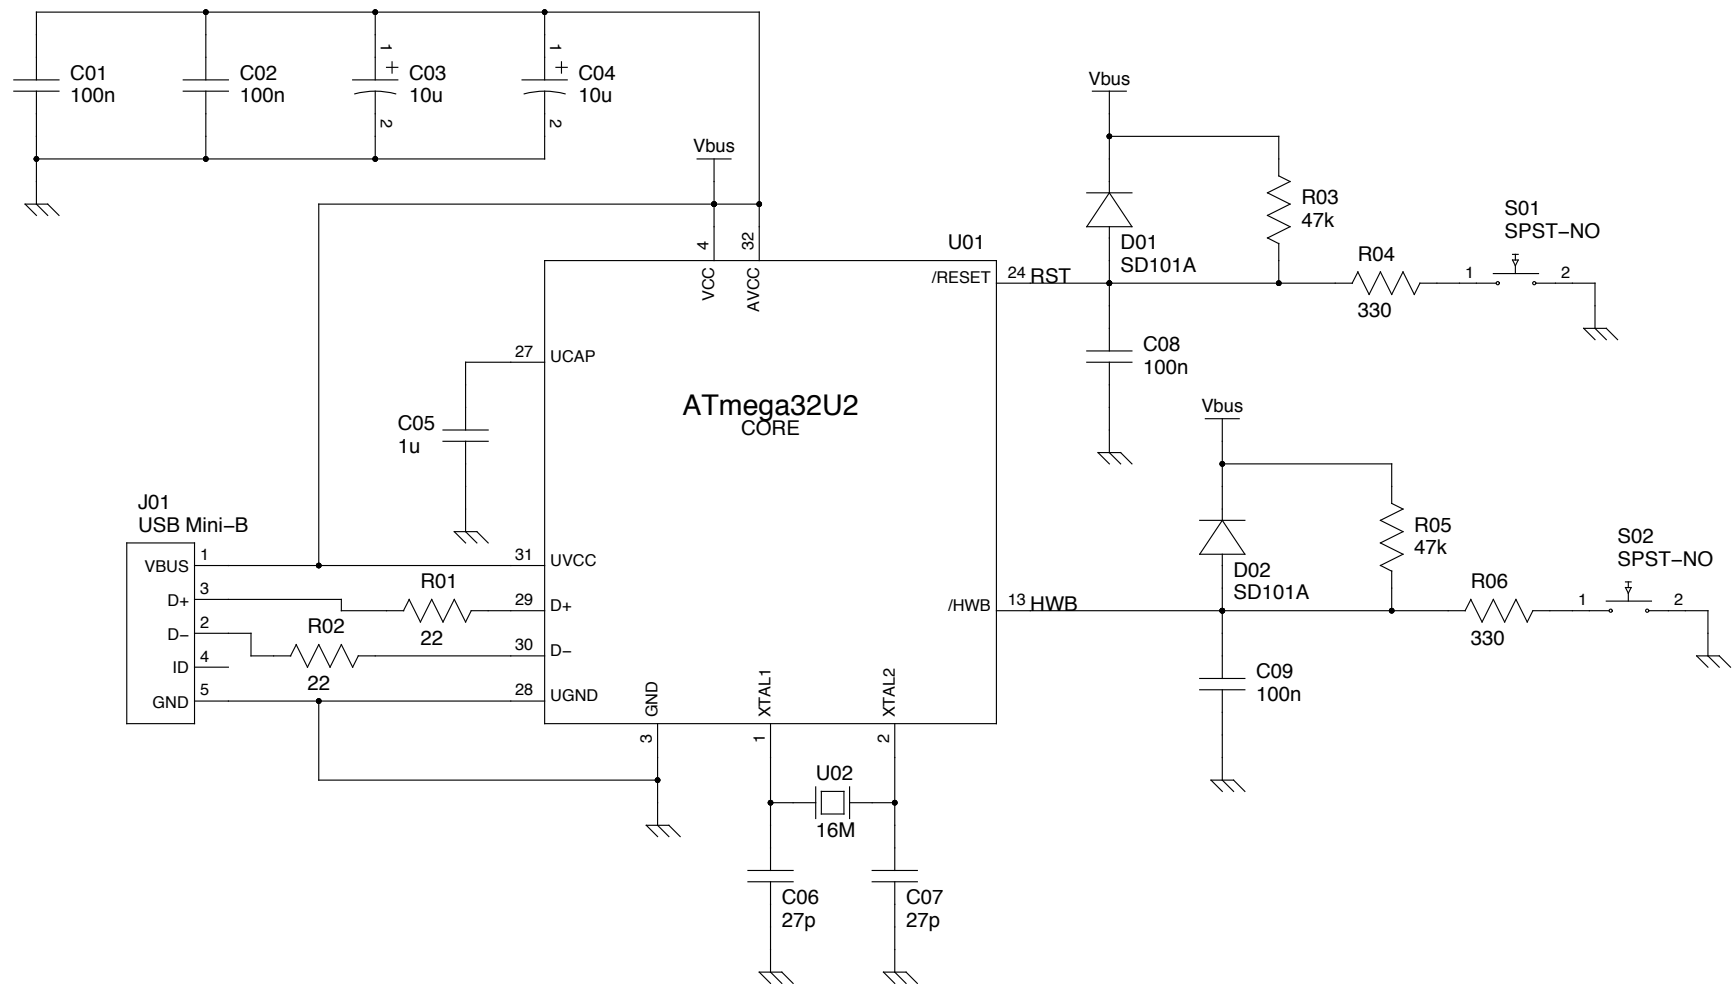 1
1
C01
100n
C02
100n
+
C03
10u
+
C04
10u
2
2
Vbus
Vbus
4
32
U01
VCC
AVCC
/RESET
24 RST
D01
SD101A
R03
47k
R04
330
S01
SPST-NO
1
2
C08
100n
27
UCAP
C05
1u
ATmega32U2
CORE
Vbus
J01
USB Mini-B
VBUS
1
31
UVCC
D+
3
R01
22
29
D+
D-
2
R02
22
30
D-
ID
4
GND
5
28
UGND
/HWB
13 HWB
D02
SD101A
R05
47k
R06
330
S02
SPST-NO
1
2
C09
100n
GND
XTAL1
XTAL2
3
1
2
U02
16M
C06
27p
C07
27p